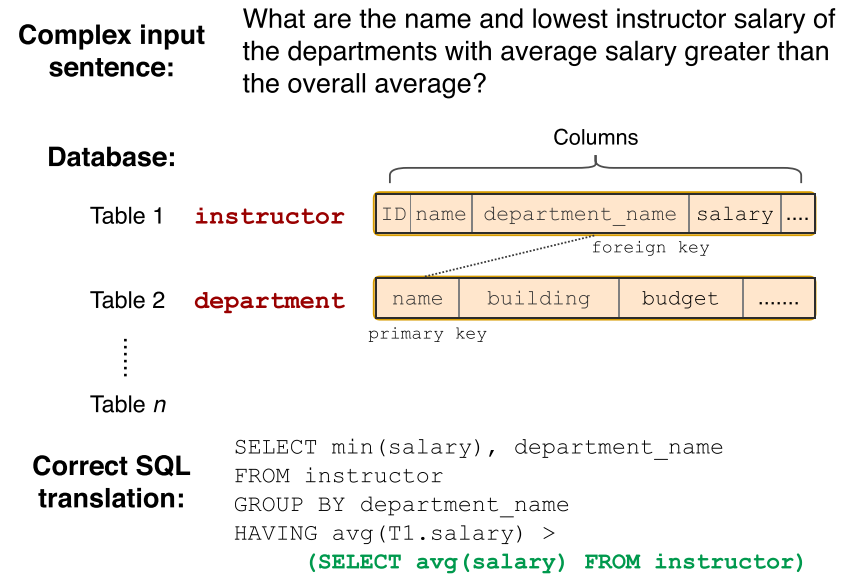 Complex input sentence:
What are the name and lowest instructor salary of
the departments with average salary greater than
the overall average?
Database:
Columns
Table 1 instructor ID name department_name salary ....
foreign key
Table 2 department name building budget .......
primary key
Table n
Correct SQL translation:
SELECT min(salary), department_name
FROM instructor
GROUP BY department_name
HAVING avg(T1.salary) >
(SELECT avg(salary) FROM instructor)